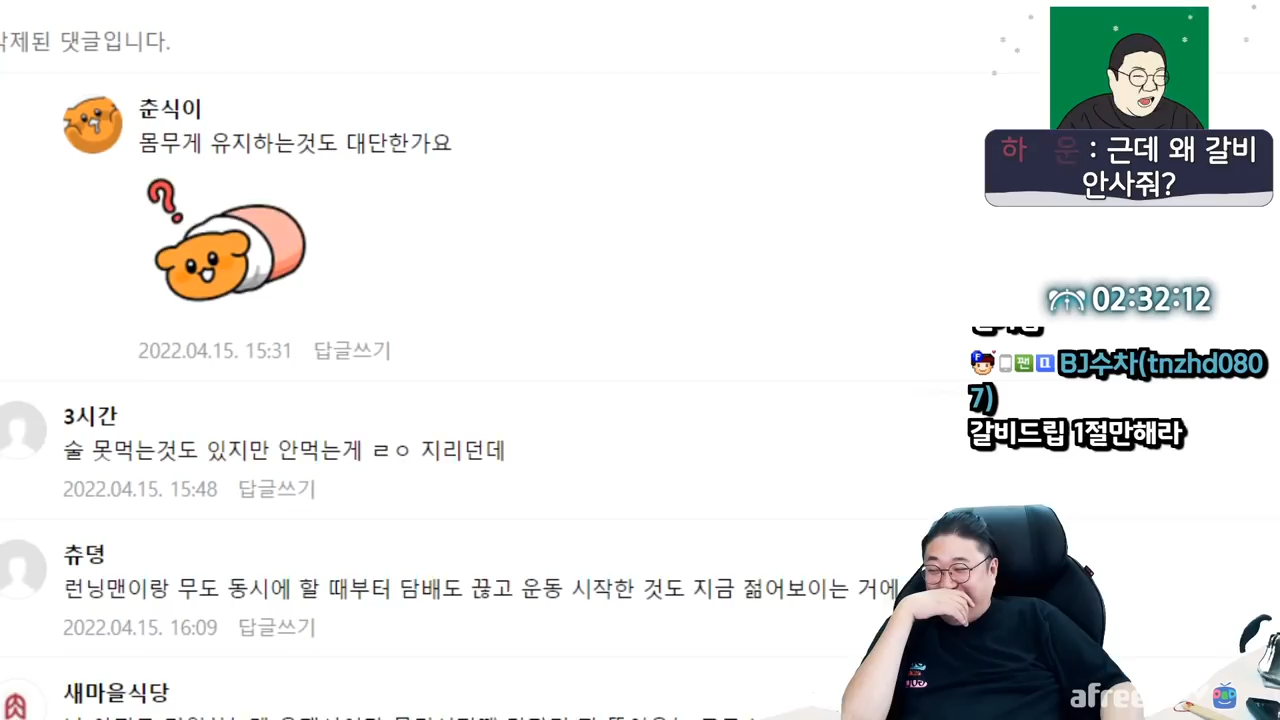 삭제된 댓글입니다.
춘식이
몸무게 유지하는것도 대단한가요
2022.04.15. 15:31 답글쓰기
3시간
술 못먹는것도 있지만 안먹는게 ㄹㅇ 지리던데
2022.04.15. 15:48 답글쓰기
츄뎡
런닝맨이랑 무도 동시에 할 때부터 담배도 끊고 운동 시작한 것도 지금 젊어보이는 거에
2022.04.15. 16:09 답글쓰기
새마을식당
하 운 : 근데 왜 갈비
안사줘?
02:32:12
BJ수차(tnzhd080
7)
갈비드립 1절만해라